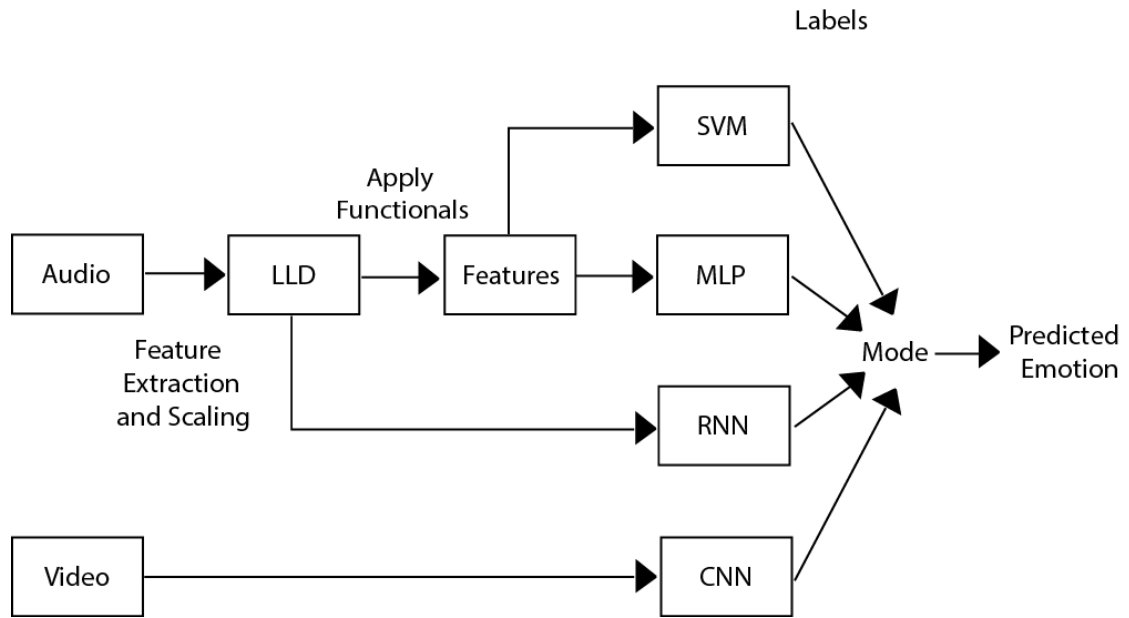 Labels
SVM
Apply
Functionals
Audio
LLD
Features
MLP
Feature
Extraction
and Scaling
Mode
Predicted
Emotion
RNN
Video
CNN